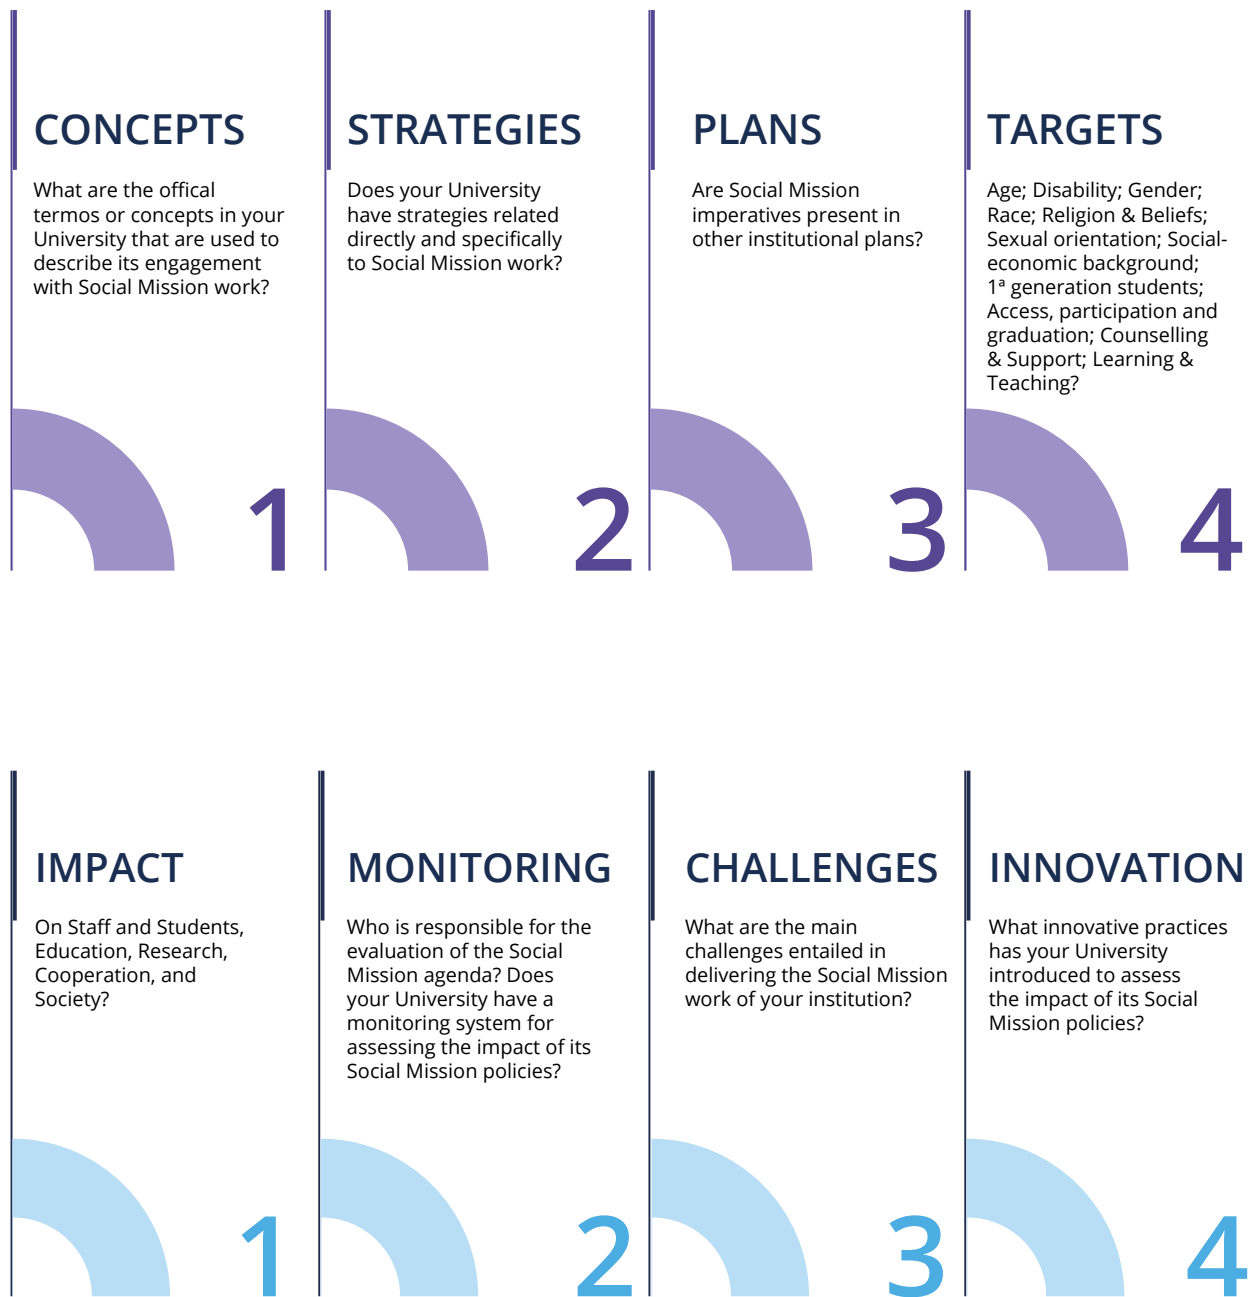 CONCEPTS
What are the offical
termos or concepts in your
University that are used to
describe its engagement
with Social Mission work?
1
STRATEGIES
Does your University
have strategies related
directly and specifically
to Social Mission work?
2
PLANS
Are Social Mission
imperatives present in
other institutional plans?
3
TARGETS
Age; Disability; Gender;
Race; Religion & Beliefs;
Sexual orientation; Social-
economic background;
1ª generation students;
Access, participation and
graduation; Counselling
& Support; Learning &
Teaching?
4
IMPACT
On Staff and Students,
Education, Research,
Cooperation, and
Society?
1
MONITORING
Who is responsible for the
evaluation of the Social
Mission agenda? Does
your University have a
monitoring system for
assessing the impact of its
Social Mission policies?
2
CHALLENGES
What are the main
challenges entailed in
delivering the Social Mission
work of your institution?
3
INNOVATION
What innovative practices
has your University
introduced to assess
the impact of its Social
Mission policies?
4